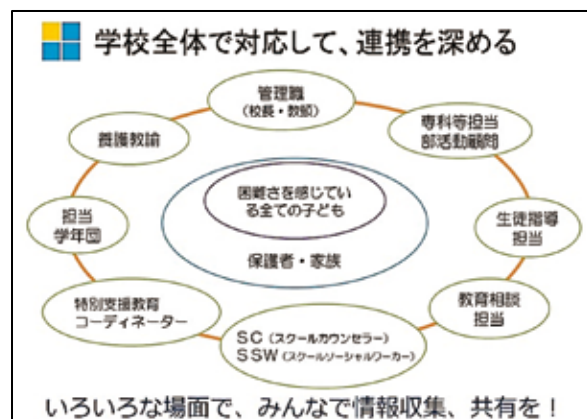 学校全体で対応して、連携を深める
管理職
（校長・教頭）
養護教諭
専科等担当
部活動顧問
困難さを感じてい
る全ての子ども
担当
学年団
生徒指導
担当
保護者・家族
特別支援教育
コーディネーター
教育相談
担当
SC（スクールカウンセラー）
SSW（スクールソーシャルワーカー）
いろいろな場面で、みんなで情報収集、共有を！